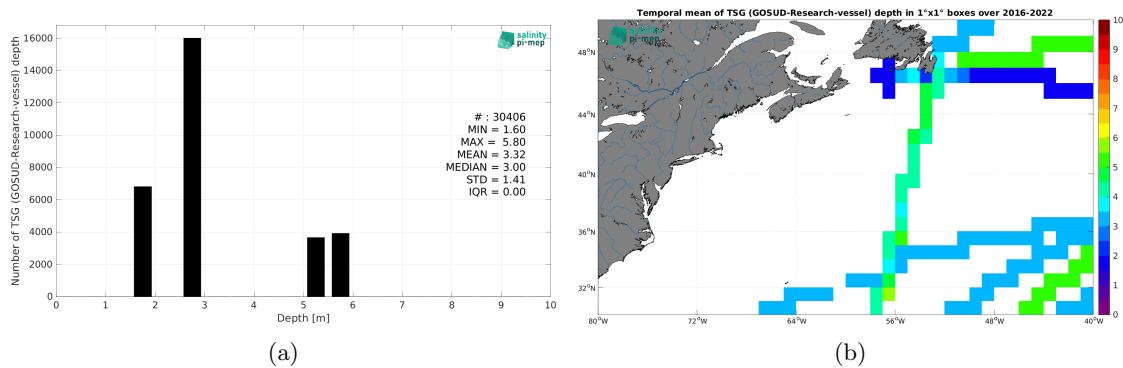 salinity
pi-mep
Number of TSG (GOSUD-Research-vessel) depth
16000
14000
12000
10000
8000
6000
4000
2000
0
# : 30406
MIN = 1.60
MAX = 5.80
MEAN = 3.32
MEDIAN = 3.00
STD = 1.41
IQR = 0.00
0 1 2 3 4 5 6 7 8 9 10
Depth [m]
(a)
Temporal mean of TSG (GOSUD-Research-vessel) depth in 1°x1° boxes over 2016-2022
pi-mep
48°N
44°N
40°N
36°N
32°N
80°W 72°W 64°W 56°W 48°W 40°W
10
9
8
7
6
5
4
3
2
1
0
(b)